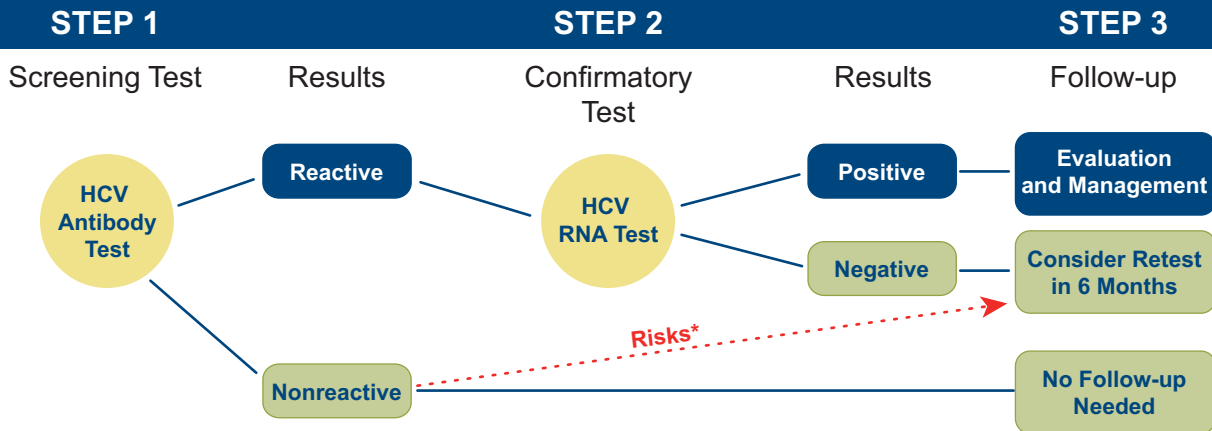 STEP 1
STEP 2
STEP 3
Screening Test
Results
Confirmatory
Test
Results
Follow-up
HCV
Antibody
Test
Reactive
Nonreactive
HCV
RNA Test
Positive
Negative
Evaluation
and Management
Consider Retest
in 6 Months
Risks*
No Follow-up
Needed